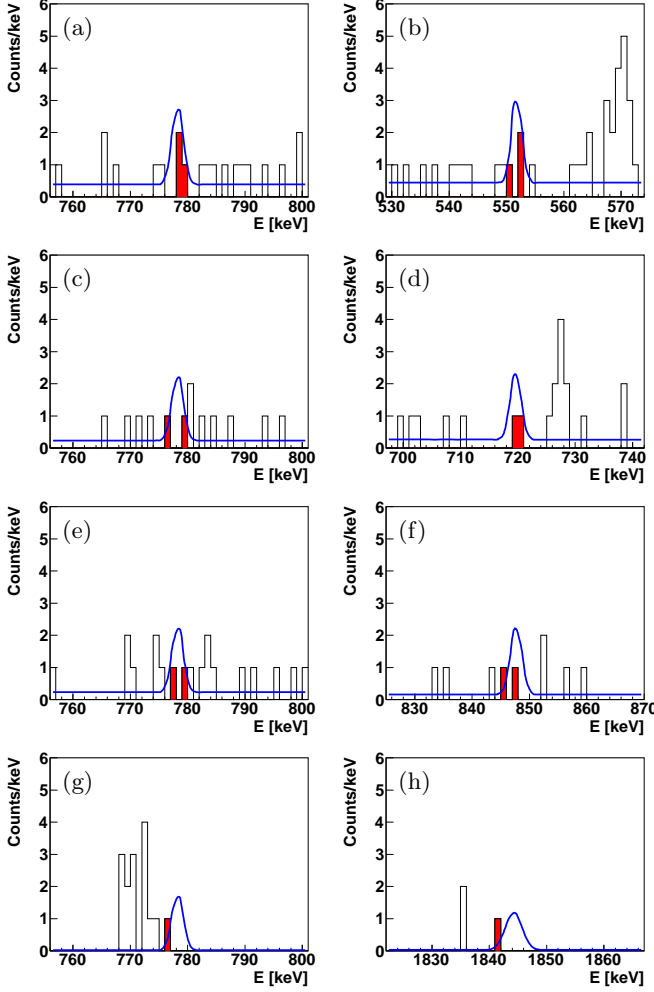 (a)
Counts/keV
6
5
4
3
2
1
0
760 770 780 790 800
E [keV]
(b)
Counts/keV
6
5
4
3
2
1
0
530 540 550 560 570
E [keV]
(c)
Counts/keV
6
5
4
3
2
1
0
760 770 780 790 800
E [keV]
(d)
Counts/keV
6
5
4
3
2
1
0
700 710 720 730 740
E [keV]
(e)
Counts/keV
6
5
4
3
2
1
0
760 770 780 790 800
E [keV]
(f)
Counts/keV
6
5
4
3
2
1
0
830 840 850 860 870
E [keV]
(g)
Counts/keV
6
5
4
3
2
1
0
760 770 780 790 800
E [keV]
(h)
Counts/keV
6
5
4
3
2
1
0
1830 1840 1850 1860
E [keV]